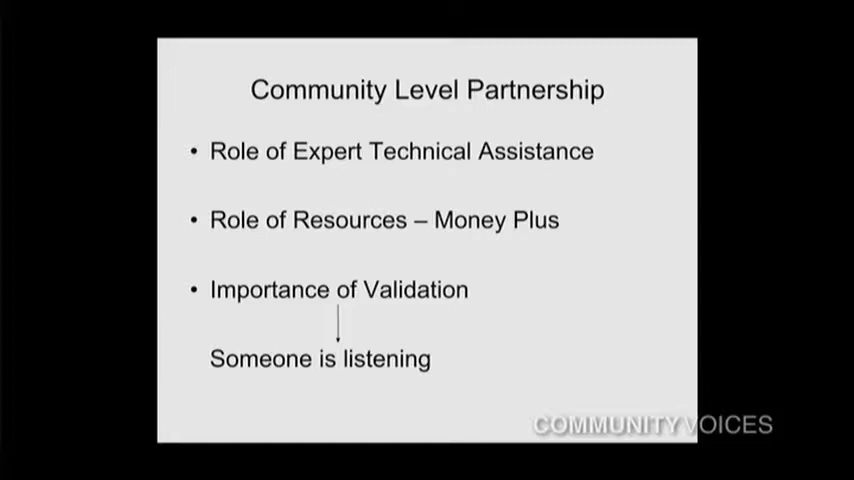 Community Level Partnership
• Role of Expert Technical Assistance
• Role of Resources – Money Plus
• Importance of Validation
Someone is listening
COMMUNITY VOICES